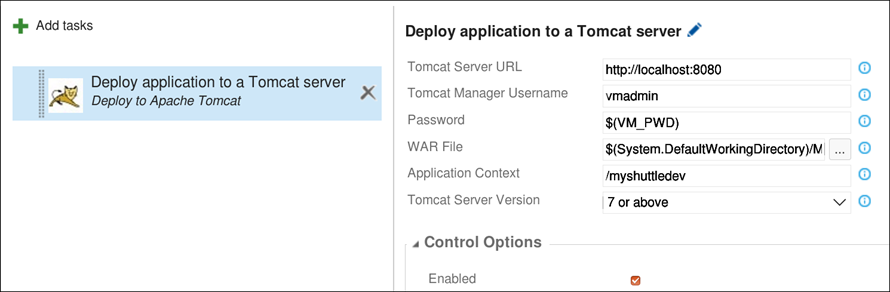 Add tasks
Deploy application to a Tomcat server
Deploy to Apache Tomcat
Deploy application to a Tomcat server
Tomcat Server URL http://localhost:8080
Tomcat Manager Username vmadmin
Password $(VM_PWD)
WAR File $(System.DefaultWorkingDirectory)/M ...
Application Context /myshuttledev
Tomcat Server Version 7 or above
Control Options
Enabled